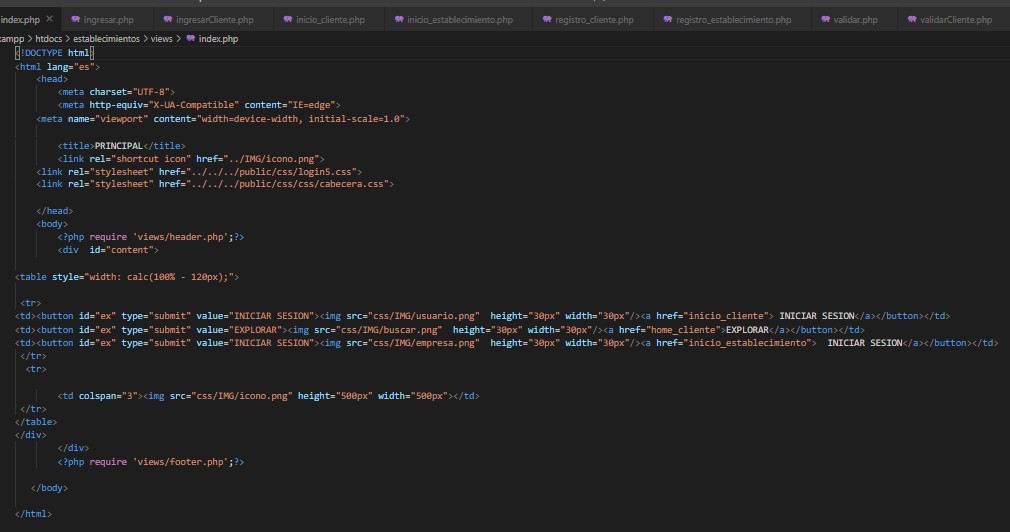 index.php × ingresar.php ingresarCliente.php inicio_cliente.php inicio_establecimiento.php registro_cliente.php registro_establecimiento.php validar.php validarCliente.php
xampp > htdocs > establecimientos > views > index.php
<!DOCTYPE html>
<html lang="es">
<head>
<meta charset="UTF-8">
<meta http-equiv="X-UA-Compatible" content="IE=edge">
<meta name="viewport" content="width=device-width, initial-scale=1.0">
<title>PRINCIPAL</title>
<link rel="shortcut icon" href="../IMG/icono.png">
<link rel="stylesheet" href="../../../public/css/login5.css">
<link rel="stylesheet" href="../../../public/css/css/cabecera.css">
</head>
<body>
<?php require 'views/header.php';?>
<div  id="content">
<table style="width: calc(100% - 120px);">
<tr>
<td><button id="ex" type="submit" value="INICIAR SESION"><img src="css/IMG/usuario.png"  height="30px" width="30px"/><a href="inicio_cliente"> INICIAR SESION</a></button></td>
<td><button id="ex" type="submit" value="EXPLORAR"><img src="css/IMG/buscar.png"  height="30px" width="30px"/><a href="home_cliente">EXPLORAR</a></button></td>
<td><button id="ex" type="submit" value="INICIAR SESION"><img src="css/IMG/empresa.png"  height="30px" width="30px"/><a href="inicio_establecimiento">  INICIAR SESION</a></button></td>
</tr>
<tr>
<td colspan="3"><img src="css/IMG/icono.png" height="500px" width="500px"></td>
</tr>
</table>
</div>
</div>
<?php require 'views/footer.php';?>
</body>
</html>